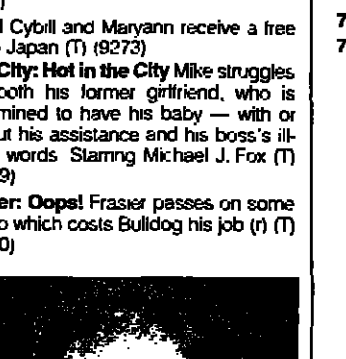 )
l Cybill and Maryann receive a free
Japan (T) (9273)
City: Hot in the City Mike struggles
both his former girlfriend, who is
mined to have his baby — with or
ut his assistance and his boss's ill-
words Starring Michael J. Fox (T)
9)
er: Oops! Frasier passes on some
o which costs Bulldog his job (r) (T)
0)
7
7